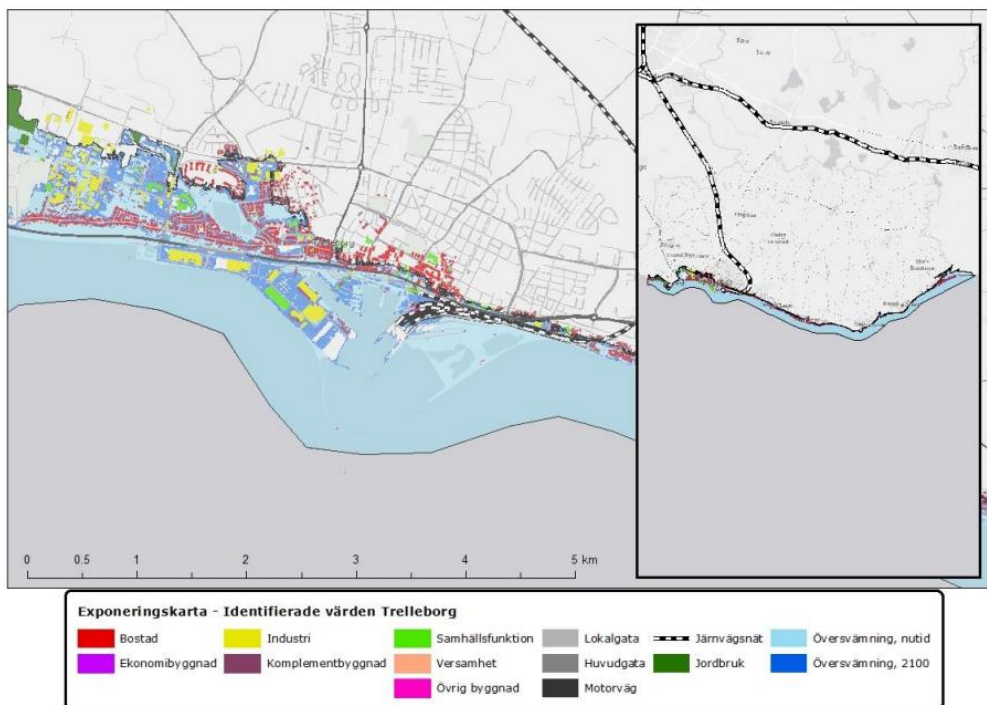 0 0.5 1 2 3 4 5 km
Exponeringskarta - Identifierade värden Trelleborg
Bostad Industri Samhällsfunktion Lokalgata Järnvägsnät Översvämning, nutid
Ekonomibyggnad Komplementbyggnad Versamhet Huvudgata Jordbruk Översvämning, 2100
Övrig byggnad Motorväg